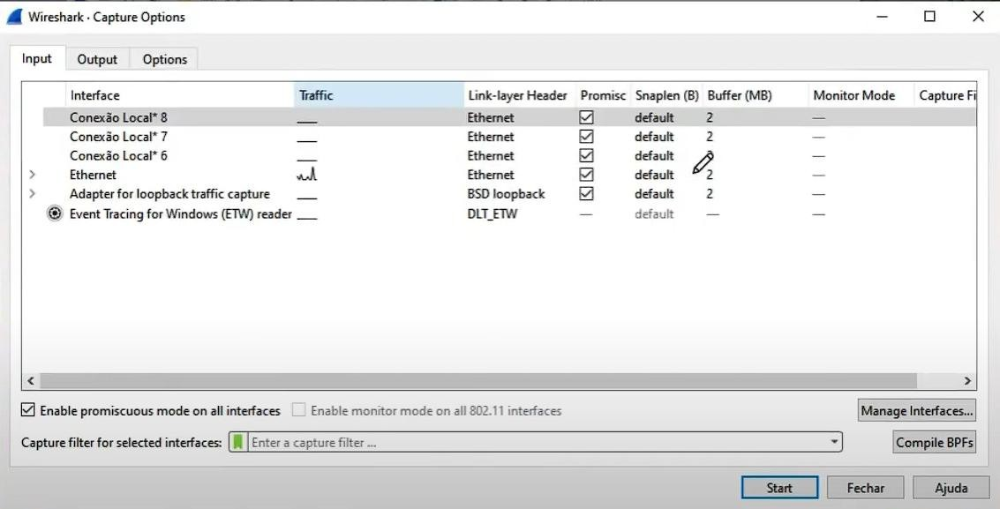 Wireshark · Capture Options
Input Output Options
Interface Traffic Link-layer Header Promisc Snaplen (B) Buffer (MB) Monitor Mode Capture Fi
Conexão Local* 8 Ethernet default 2 —
Conexão Local* 7 Ethernet default 2 —
Conexão Local* 6 Ethernet default —
Ethernet Ethernet default 2 —
Adapter for loopback traffic capture BSD loopback default 2 —
Event Tracing for Windows (ETW) reader DLT_ETW — default — —
Enable promiscuous mode on all interfaces Enable monitor mode on all 802.11 interfaces Manage Interfaces...
Capture filter for selected interfaces: Enter a capture filter ... Compile BPFs
Start Fechar Ajuda